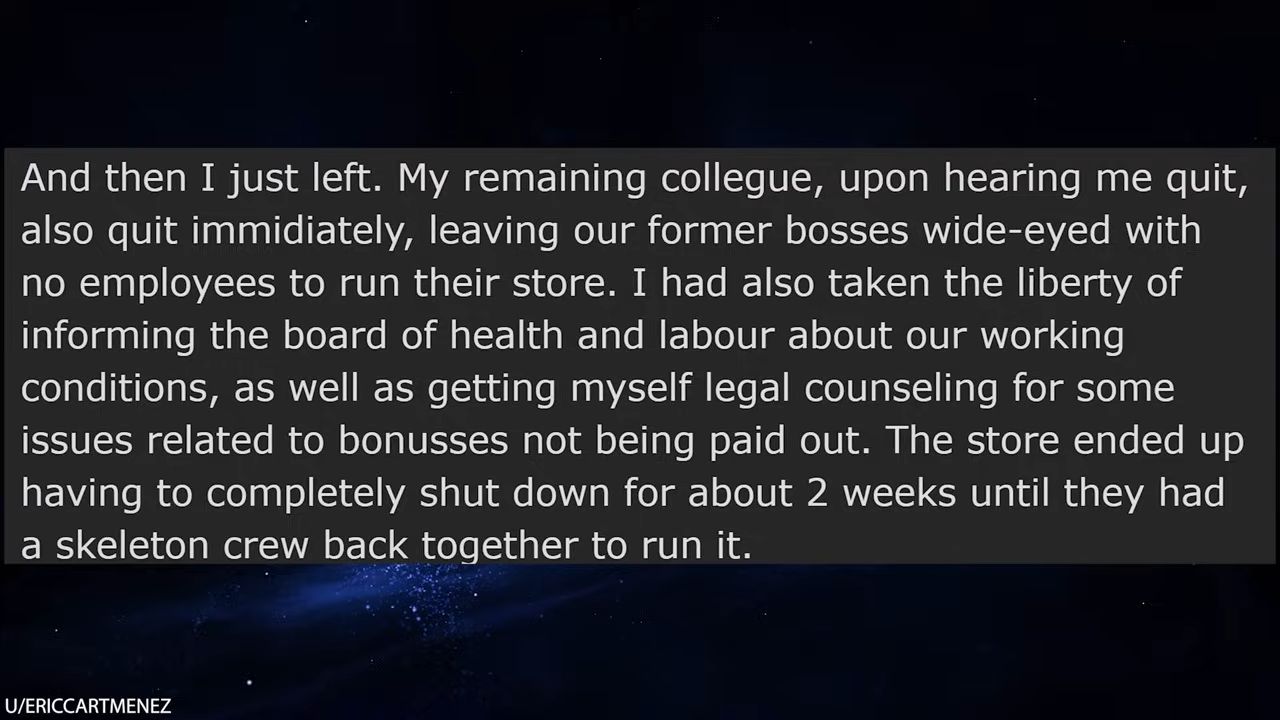 And then I just left. My remaining collegue, upon hearing me quit,
also quit immidiately, leaving our former bosses wide-eyed with
no employees to run their store. I had also taken the liberty of
informing the board of health and labour about our working
conditions, as well as getting myself legal counseling for some
issues related to bonusses not being paid out. The store ended up
having to completely shut down for about 2 weeks until they had
a skeleton crew back together to run it.
U/ERICCARTMENEZ